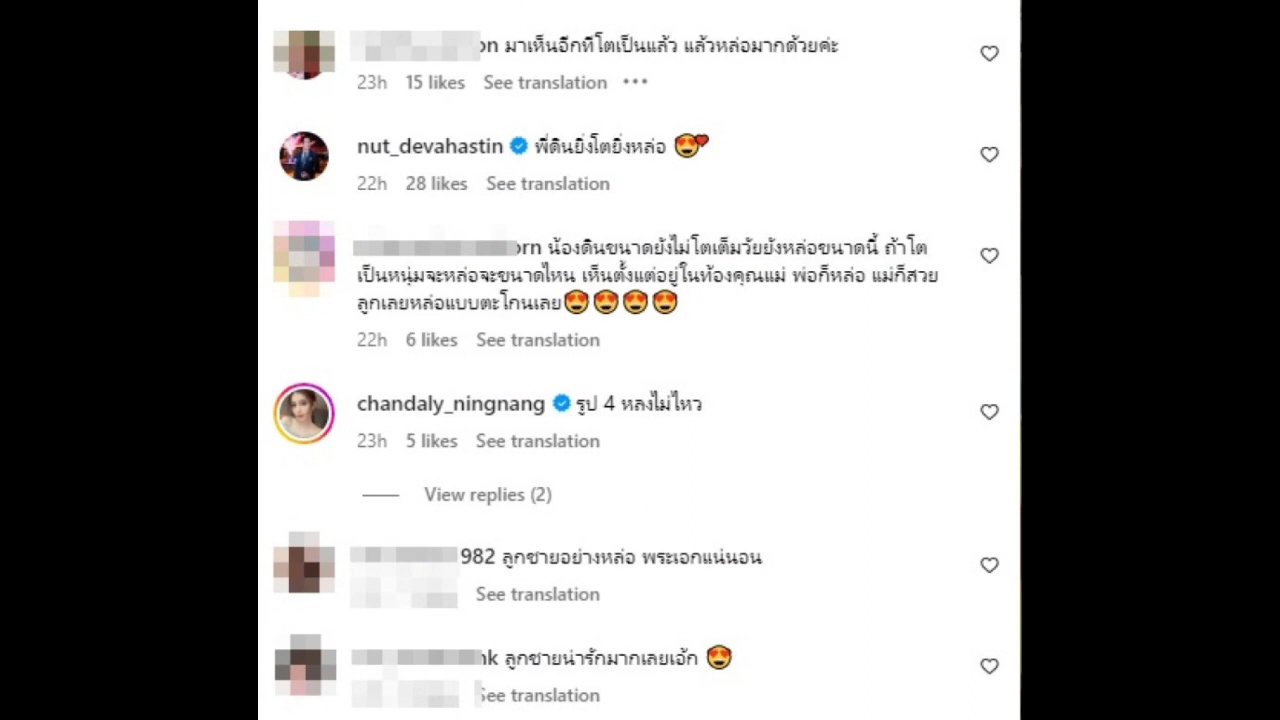 on มาเห็นอีกทีโตเป็นแล้ว แล้วหล่อมากด้วยค่ะ
23h 15 likes See translation •••
nut_devahastin พี่ดินยิ่งโตยิ่งหล่อ 😍❤
22h 28 likes See translation
orn น้องดินขนาดยังไม่โตเต็มวัยยังหล่อขนาดนี้ ถ้าโต
เป็นหนุ่มจะหล่อจะขนาดไหน เห็นตั้งแต่อยู่ในท้องคุณแม่ พ่อก็หล่อ แม่ก็สวย
ลูกเลยหล่อแบบตะโกนเลย😍😍😍😍
22h 6 likes See translation
chandaly_ningnang รูป 4 หลงไม่ไหว
23h 5 likes See translation
View replies (2)
982 ลูกชายอย่างหล่อ พระเอกแน่นอน
See translation
nk ลูกชายน่ารักมากเลยเอ้ก 😍
See translation